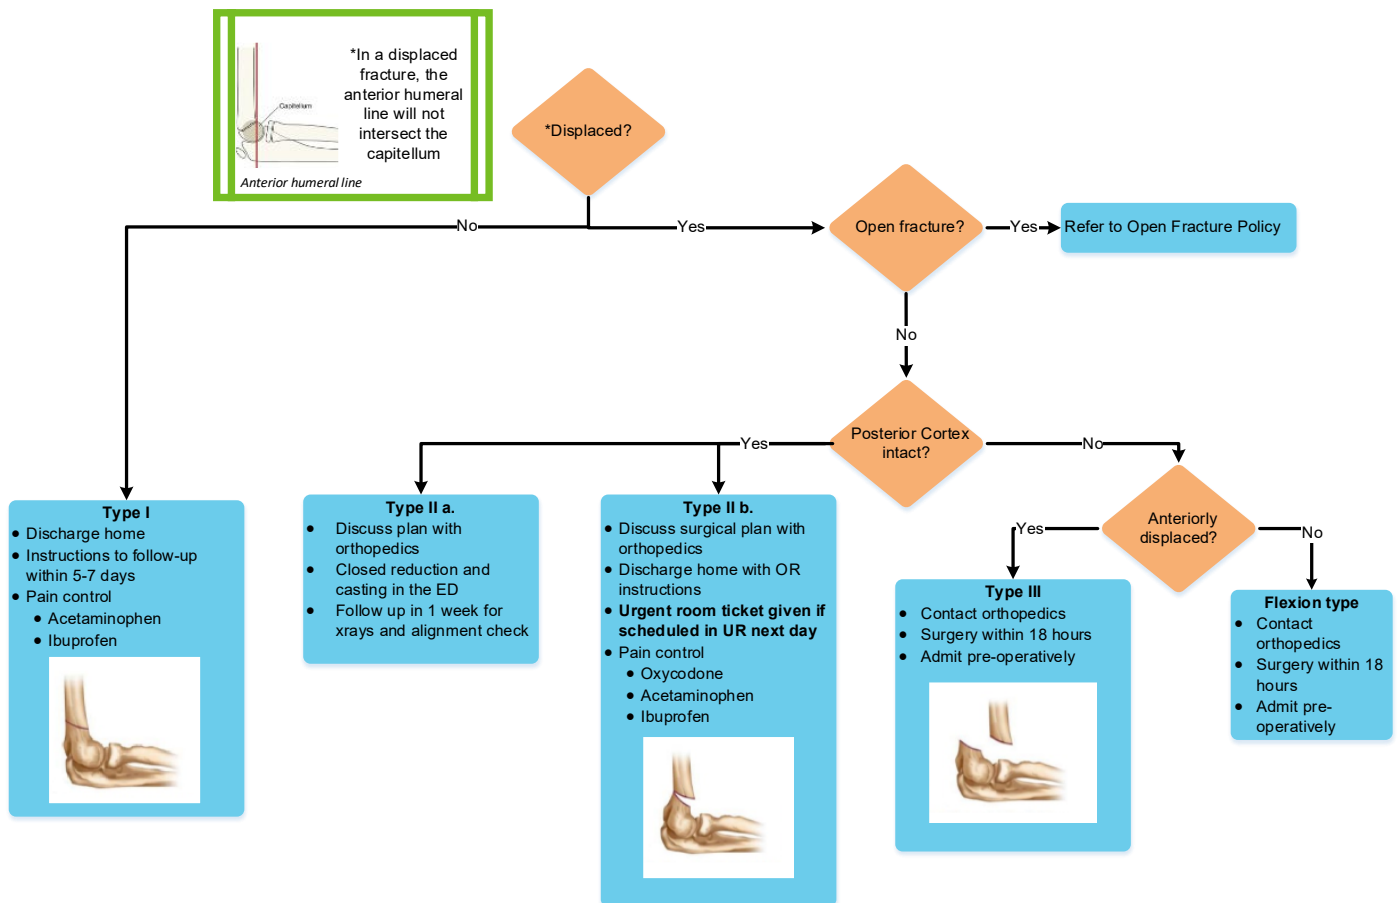 *In a displaced
fracture, the
anterior humeral
line will not
intersect the
capitellum
Capitellum
Anterior humeral line
*Displaced?
No
Yes
Open fracture?
Yes
Refer to Open Fracture Policy
No
Posterior Cortex
intact?
Yes
No
Anteriorly
displaced?
Yes
No
Type I
• Discharge home
• Instructions to follow-up
within 5-7 days
• Pain control
• Acetaminophen
• Ibuprofen
Type II a.
• Discuss plan with
orthopedics
• Closed reduction and
casting in the ED
• Follow up in 1 week for
xrays and alignment check
Type II b.
• Discuss surgical plan with
orthopedics
• Discharge home with OR
instructions
• Urgent room ticket given if
scheduled in UR next day
• Pain control
• Oxycodone
• Acetaminophen
• Ibuprofen
Type III
• Contact orthopedics
• Surgery within 18 hours
• Admit pre-operatively
Flexion type
• Contact
orthopedics
• Surgery within 18
hours
• Admit pre-
operatively